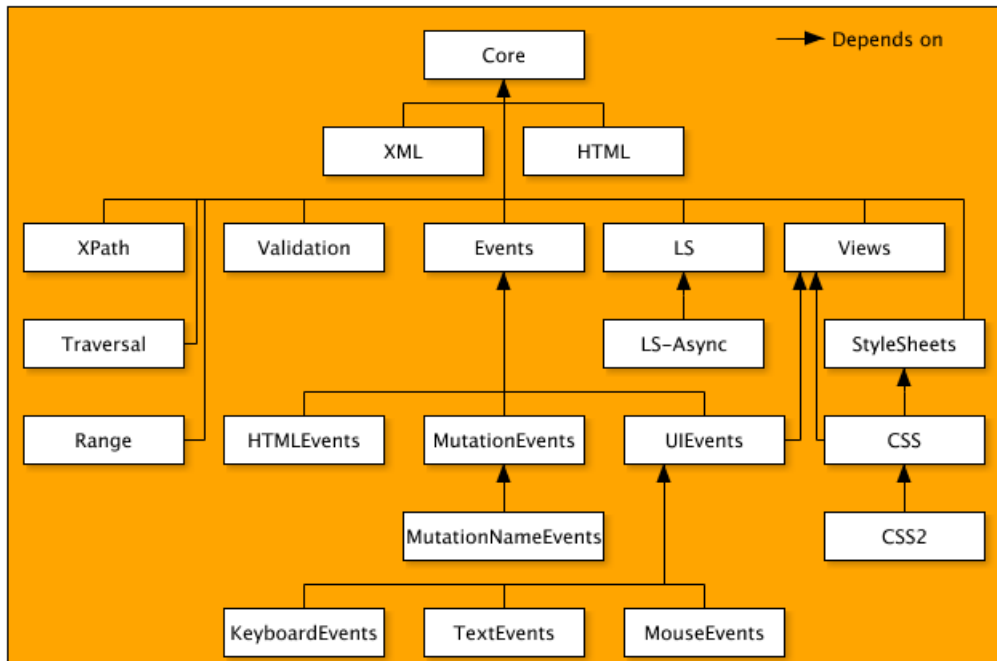 Core
Depends on
XML
HTML
XPath
Validation
Events
LS
Views
Traversal
LS-Async
StyleSheets
Range
HTMLEvents
MutationEvents
UIEvents
CSS
MutationNameEvents
CSS2
KeyboardEvents
TextEvents
MouseEvents